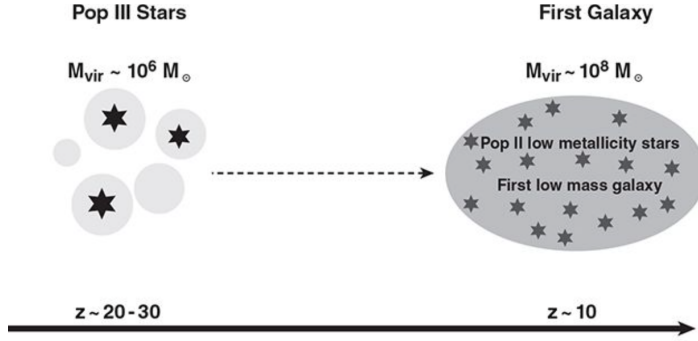 Pop III Stars
First Galaxy
Mvir ~ 10⁶ M☉
Mvir ~ 10⁸ M☉
Pop II low metallicity stars
First low mass galaxy
z ~ 20 - 30
z ~ 10